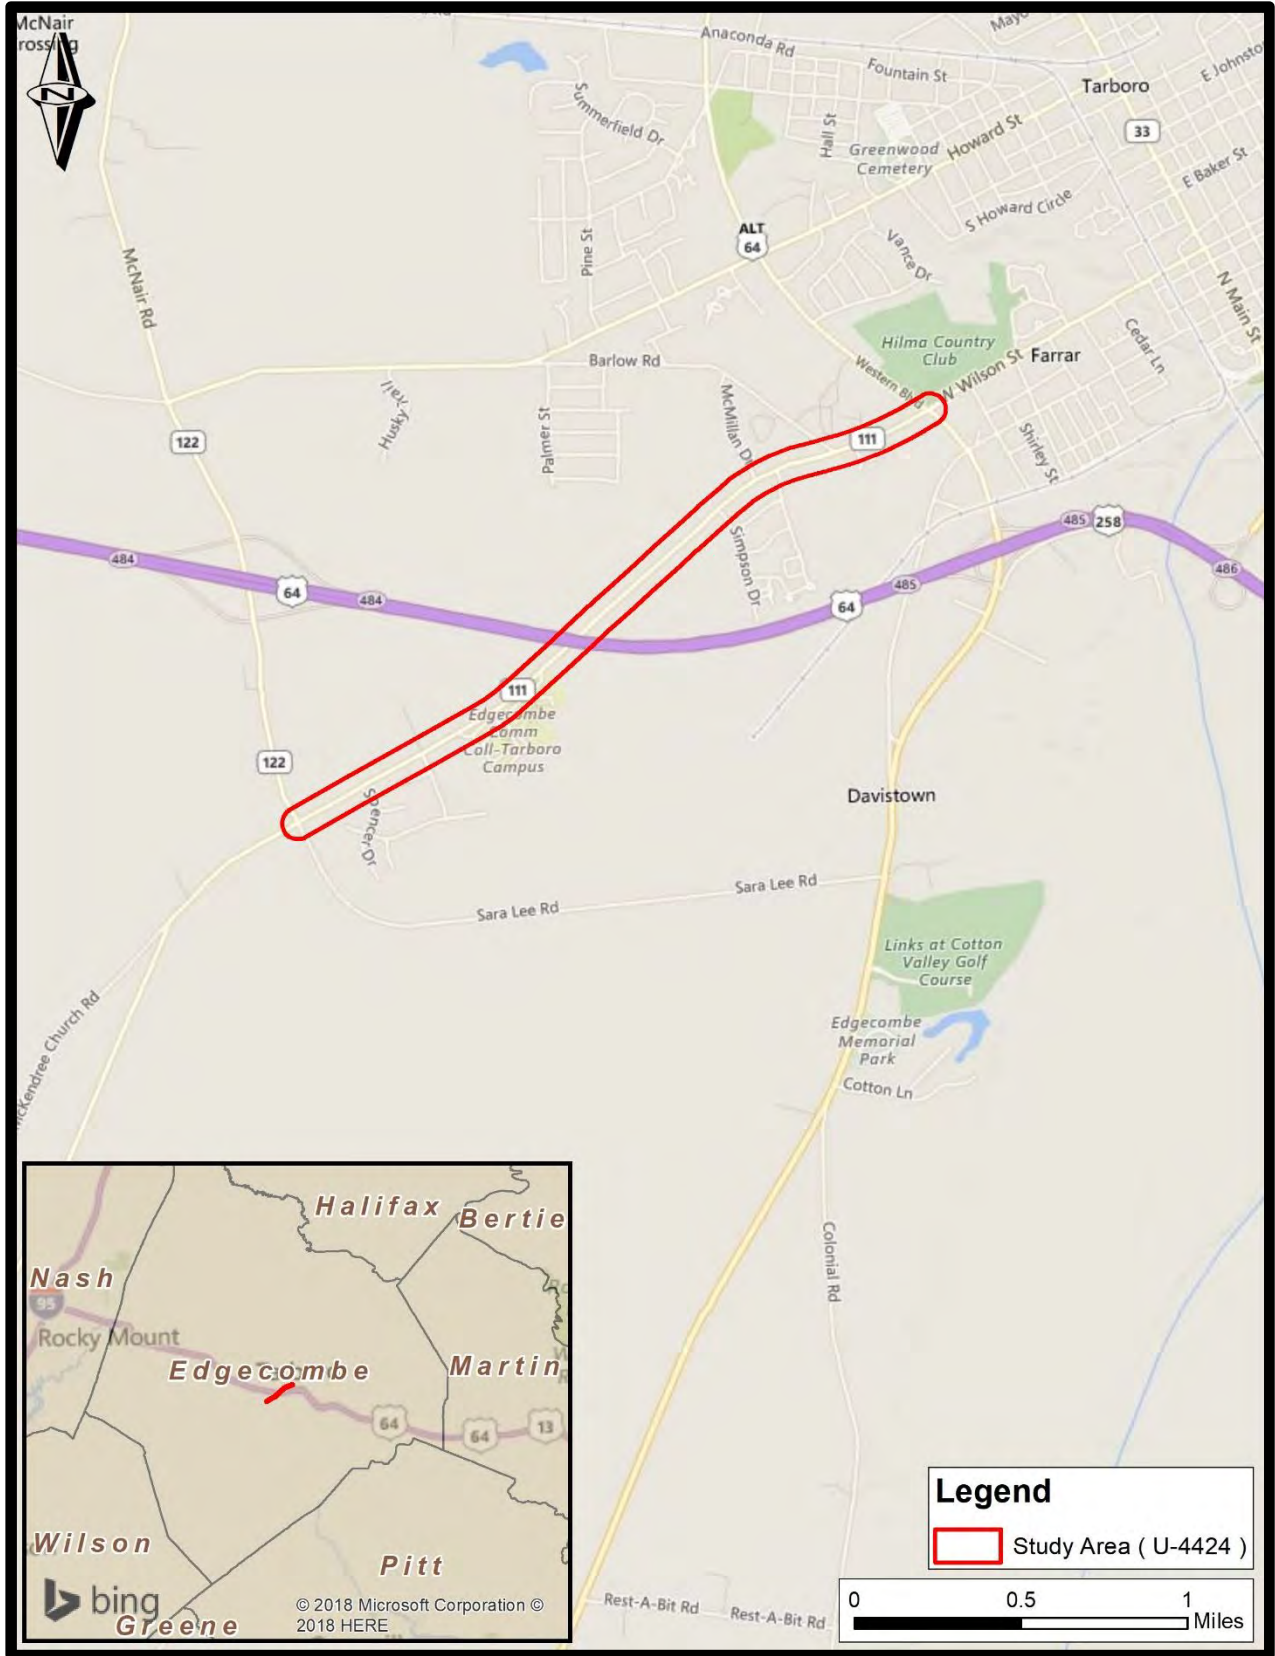 McNair
Mayo
Anaconda Rd
Fountain St
Tarboro
E Johnsto
N
Summerfield Dr
Hall St
Howard St
33
Greenwood
Cemetery
E Baker St
S Howard Circle
ALT
64
Pine St
Vance Dr
McNair Rd
N Main St
Hilma Country
Club
Cedar Ln
Barlow Rd
Western Blvd
N Wilson St
Farrar
Husky Trail
McMillan Dr
Palmer St
122
111
Shirley St
485
258
Simpson Dr
484
64
484
485
486
64
111
Edgecombe
Comm
Coll-Tarboro
Campus
122
Spencer Dr
Davistown
Sara Lee Rd
Sara Lee Rd
Links at Cotton
Valley Golf
Course
McKendree Church Rd
Edgecombe
Memorial
Park
Cotton Ln
Colonial Rd
Halifax
Bertie
Nash
95
Rocky Mount
Edgecombe
Martin
64
64
13
Wilson
Pitt
bing
Greene
© 2018 Microsoft Corporation ©
2018 HERE
Legend
Study Area ( U-4424 )
0 0.5 1
Miles
Rest-A-Bit Rd
Rest-A-Bit Rd